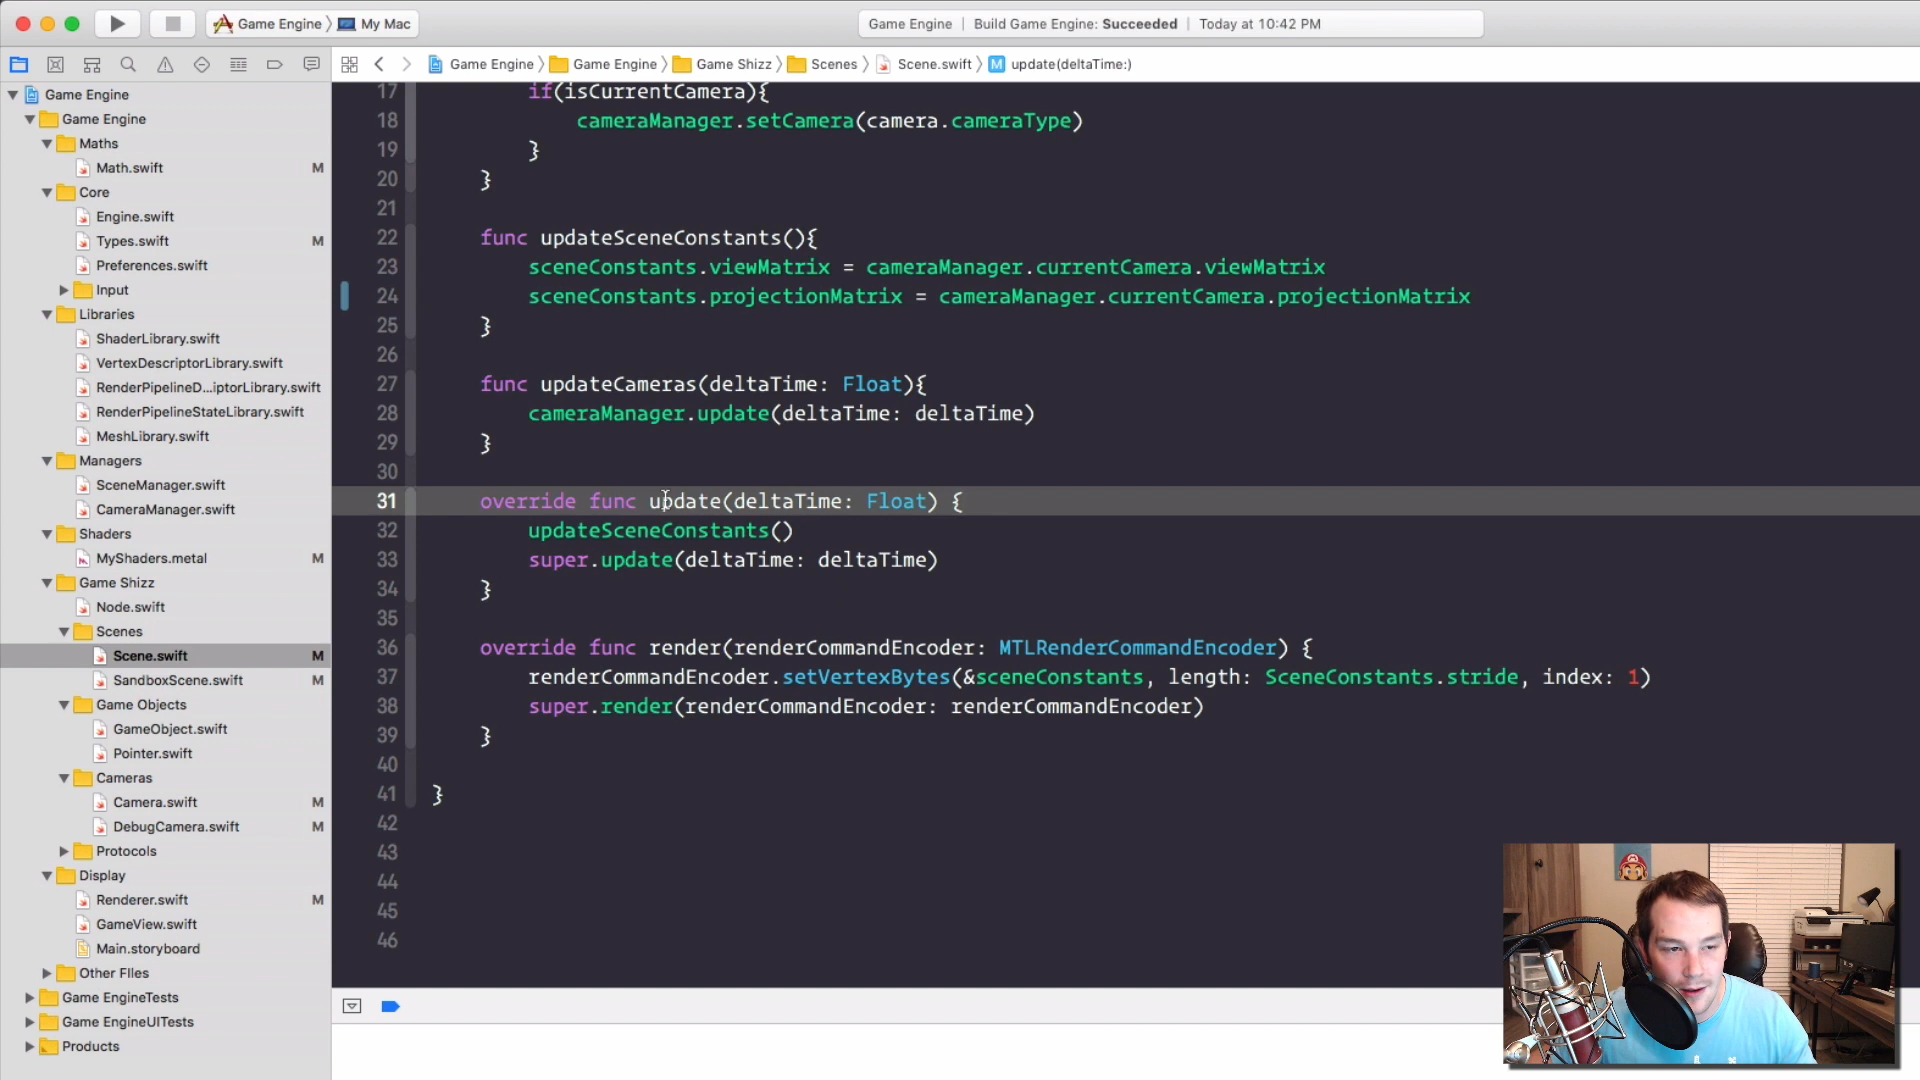 Game Engine 〉 My Mac
Game Engine | Build Game Engine: Succeeded | Today at 10:42 PM
Game Engine 〉 Game Engine 〉 Game Shizz 〉 Scenes 〉 Scene.swift 〉 M update(deltaTime:)
Game Engine
Game Engine
Maths
Math.swift M
Core
Engine.swift
Types.swift M
Preferences.swift
Input
Libraries
ShaderLibrary.swift
VertexDescriptorLibrary.swift
RenderPipelineD...iptorLibrary.swift
RenderPipelineStateLibrary.swift
MeshLibrary.swift
Managers
SceneManager.swift
CameraManager.swift
Shaders
MyShaders.metal M
Game Shizz
Node.swift
Scenes
Scene.swift M
SandboxScene.swift M
Game Objects
GameObject.swift
Pointer.swift
Cameras
Camera.swift M
DebugCamera.swift M
Protocols
Display
Renderer.swift M
GameView.swift
Main.storyboard
Other FIles
Game EngineTests
Game EngineUITests
Products
17 if(isCurrentCamera){
18 cameraManager.setCamera(camera.cameraType)
19 }
20 }
21
22 func updateSceneConstants(){
23 sceneConstants.viewMatrix = cameraManager.currentCamera.viewMatrix
24 sceneConstants.projectionMatrix = cameraManager.currentCamera.projectionMatrix
25 }
26
27 func updateCameras(deltaTime: Float){
28 cameraManager.update(deltaTime: deltaTime)
29 }
30
31 override func update(deltaTime: Float) {
32 updateSceneConstants()
33 super.update(deltaTime: deltaTime)
34 }
35
36 override func render(renderCommandEncoder: MTLRenderCommandEncoder) {
37 renderCommandEncoder.setVertexBytes(&sceneConstants, length: SceneConstants.stride, index: 1)
38 super.render(renderCommandEncoder: renderCommandEncoder)
39 }
40
41 }
42
43
44
45
46